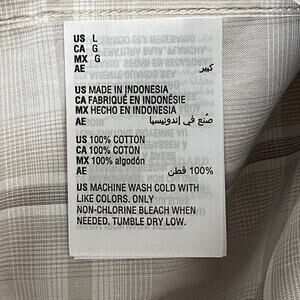 US L
CA G
MX G
AE كبير
US MADE IN INDONESIA
CA FABRIQUÉ EN INDONÉSIE
MX HECHO EN INDONESIA
AE صُنع في إندونيسيا
US 100% COTTON
CA 100% COTON
MX 100% algodón
AE 100% قطن
US MACHINE WASH COLD WITH
LIKE COLORS. ONLY
NON-CHLORINE BLEACH WHEN
NEEDED. TUMBLE DRY LOW.